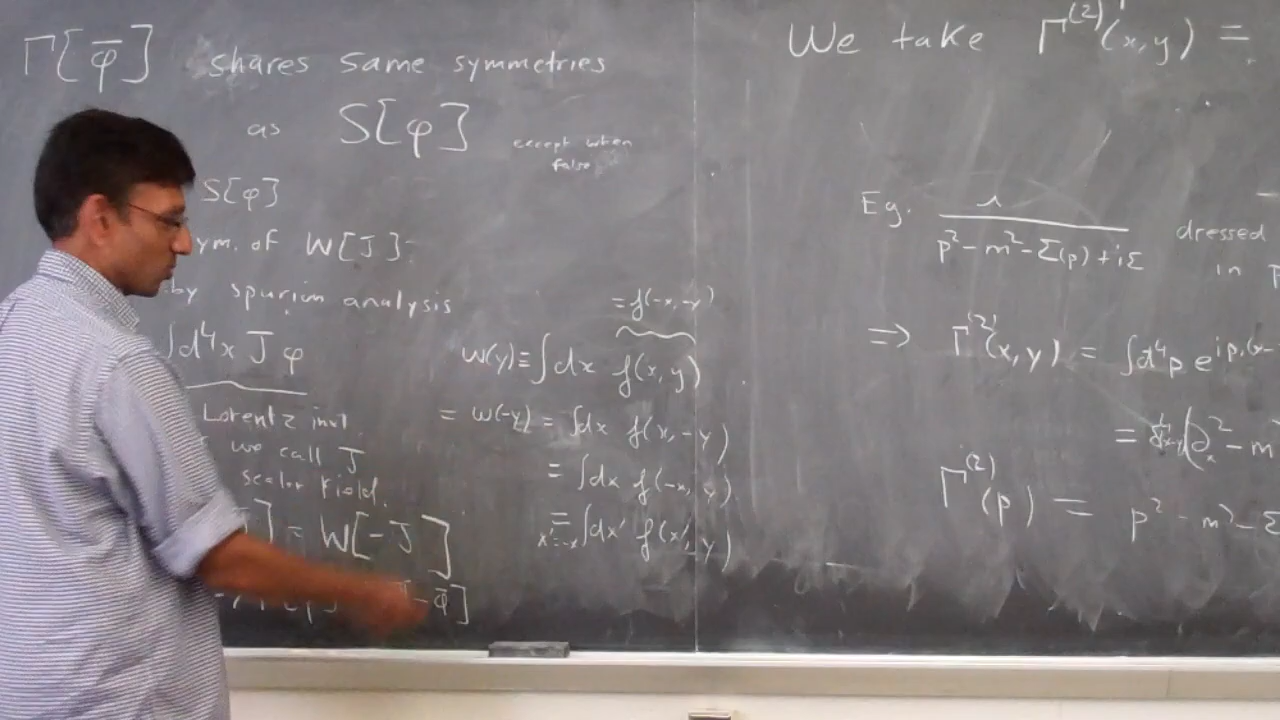 Γ[φ̄] shares same symmetries
as S[φ] except when
false
S[φ]
ym. of W[J]:
by spurion analysis
∫d⁴x J φ
Lorentz invt.
we call J
scalar field.
] = W[-J]
-φ̄]
= f(-x,-y)
W(y) ≡ ∫dx f(x,y)
= W(-y) = ∫dx f(x,-y)
= ∫dx f(-x, y)
= ∫dx' f(x', y)
x'=-x
We take Γ⁽²⁾(x,y) =
Eg. 1 / (p² - m² - Σ(p) + iε) dressed
in p
⇒ Γ⁽²⁾(x,y) = ∫d⁴p e^{ip.(x-
= (∂ₓ² - m²
Γ⁽²⁾(p) = p² - m² - Σ